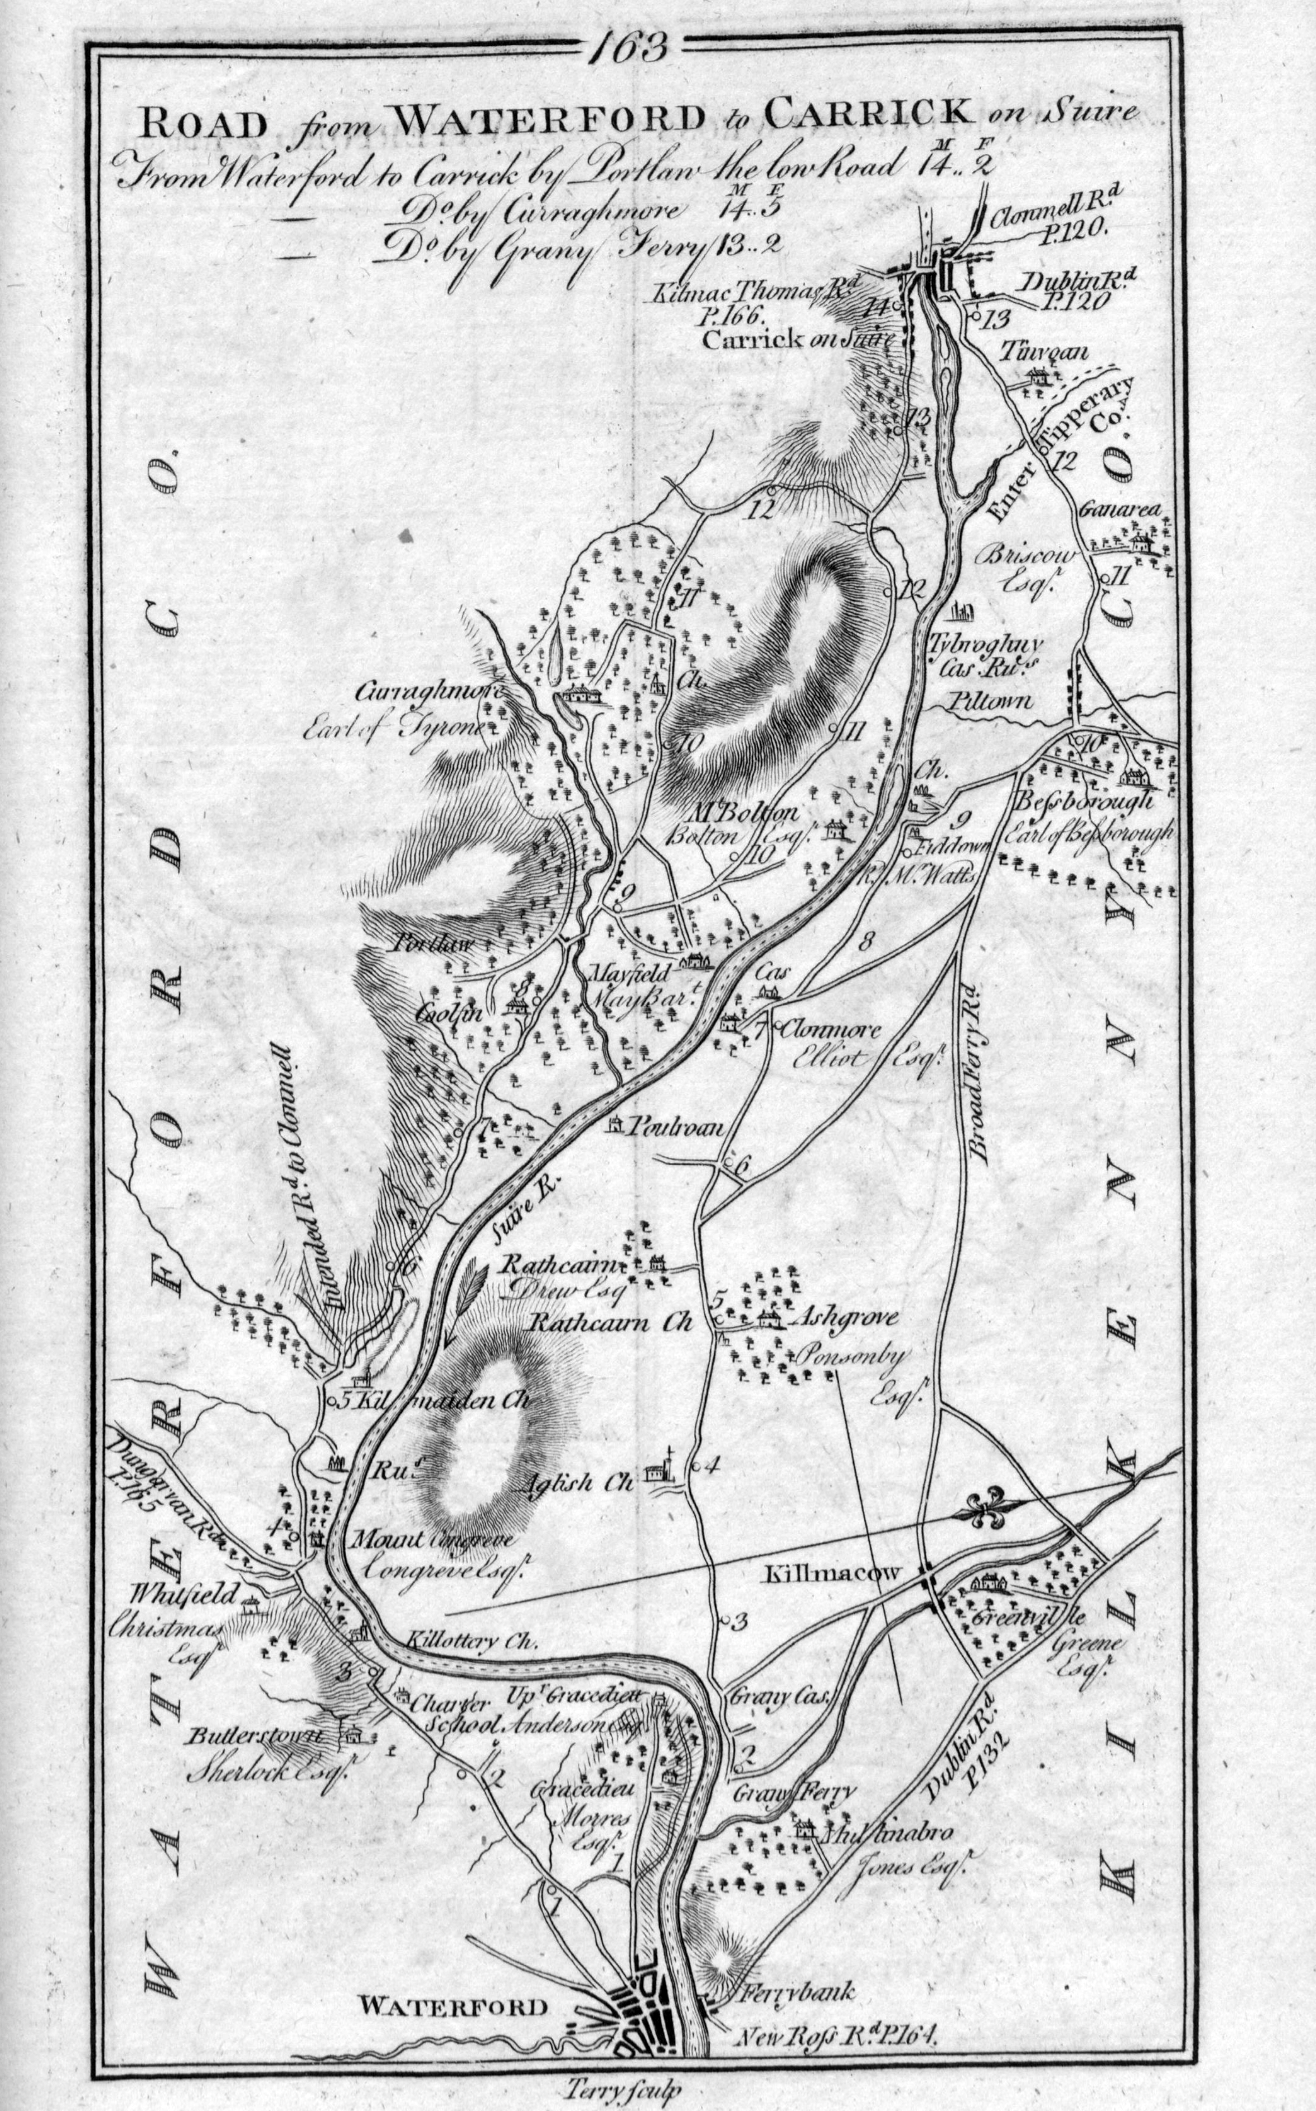 163
ROAD from WATERFORD to CARRICK on Suire
From Waterford to Carrick by Portlaw the low Road 14..2
M F
Do. by Curraghmore 14..5
M F
Do. by Grany Ferry 13..2
Clonmell Rd
P.120.
Kilmac Thomas Rd
P.166.
Dublin Rd
P.120
14
13
Carrick on Suire
Tinvoan
13
Enter Tipperary
Co.
12
12
Ganarea
Briscow
Esqr.
11
11
12
Tybroghny
Cas. Rus
Curraghmore
Earl of Tyrone
Ch.
Piltown
10
11
10
Ch.
Mt Bolton
Bolton Esqr.
10
9
Bessborough
Earl of Bessborough
Fiddown
Rd. Mr. Watts
9
8
Portlaw
Mayfield
May Bart
Cas
Coolfin
8
7
Clonmore
Elliot Esqr.
Broad Ferry Rd
Intended Rd. to Clonmell
7
Poulroan
6
Suire R.
6
Rathcairn
Drew Esq
5
Rathcairn Ch
Ashgrove
Ponsonby
Esqr.
5
Kilmaiden Ch
Dungarvan Rd
P.165
Rus
Aglish Ch
4
4
Mount Congreve
Congreve Esqr.
Killmacow
Whitfield
Christmas
Esqr
3
Greenville
Greene
Esqr.
Killottery Ch.
3
Charter
School
Upr Gracedieu
Anderson
Grany Cas.
Butlerstown
Sherlock Esqr.
2
2
Dublin Rd.
P132
Gracedieu
Morres
Esqr.
Grany Ferry
Mullinabro
Jones Esqr.
1
1
WATERFORD
Ferrybank
New Ross Rd. P.164.
WATERFORD CO.
KILKENNY CO.
Terry sculp